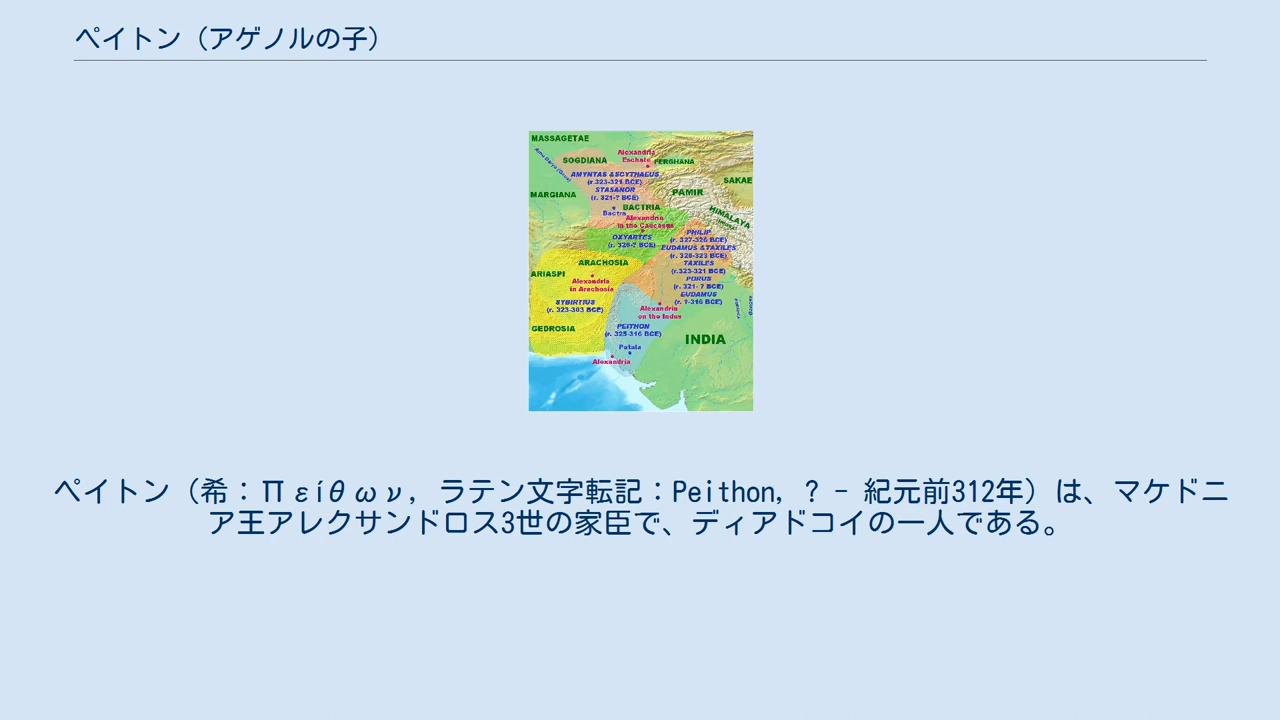 ペイトン（アゲノルの子）
MASSAGETAE
Alexandria
Eschate
SOGDIANA
FERGHANA
Amu Darya (Oxus)
AMYNTAS & SCYTHAEUS
(r. 323-321 BCE)
STASANOR
(r. 321-? BCE)
SAKAE
MARGIANA
PAMIR
BACTRIA
Bactra
HIMALAYA
Alexandria
in the Caucasus
OXYARTES
(r. 326-? BCE)
PHILIP
(r. 327-326 BCE)
EUDAMUS & TAXILES
(r. 326-323 BCE)
TAXILES
(r.323-321 BCE)
PORUS
(r. 321- ? BCE)
EUDAMUS
(r. ?-316 BCE)
ARACHOSIA
ARIASPI
Alexandria
in Arachosia
SYBIRTIUS
(r. 323-303 BCE)
Alexandria
on the Indus
GEDROSIA
PEITHON
(r. 325-316 BCE)
INDIA
Patala
Alexandria
ペイトン（希：Πείθων, ラテン文字転記：Peithon, ? - 紀元前312年）は、マケドニ
ア王アレクサンドロス3世の家臣で、ディアドコイの一人である。